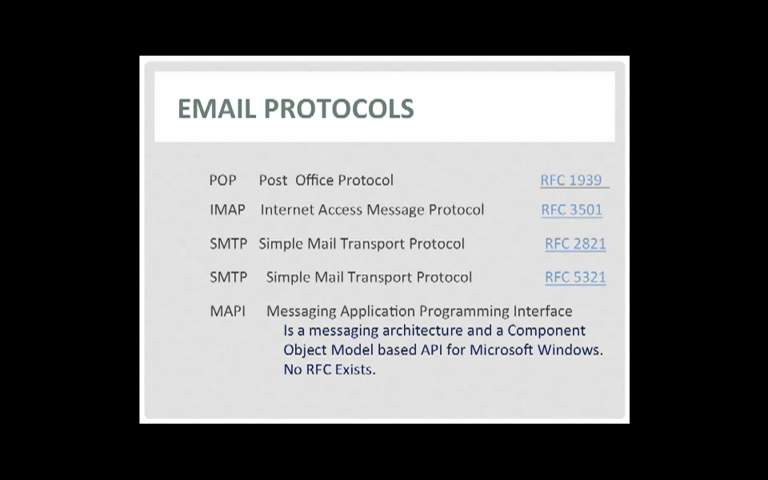 EMAIL PROTOCOLS
POP Post Office Protocol RFC 1939
IMAP Internet Access Message Protocol RFC 3501
SMTP Simple Mail Transport Protocol RFC 2821
SMTP Simple Mail Transport Protocol RFC 5321
MAPI Messaging Application Programming Interface
Is a messaging architecture and a Component
Object Model based API for Microsoft Windows.
No RFC Exists.